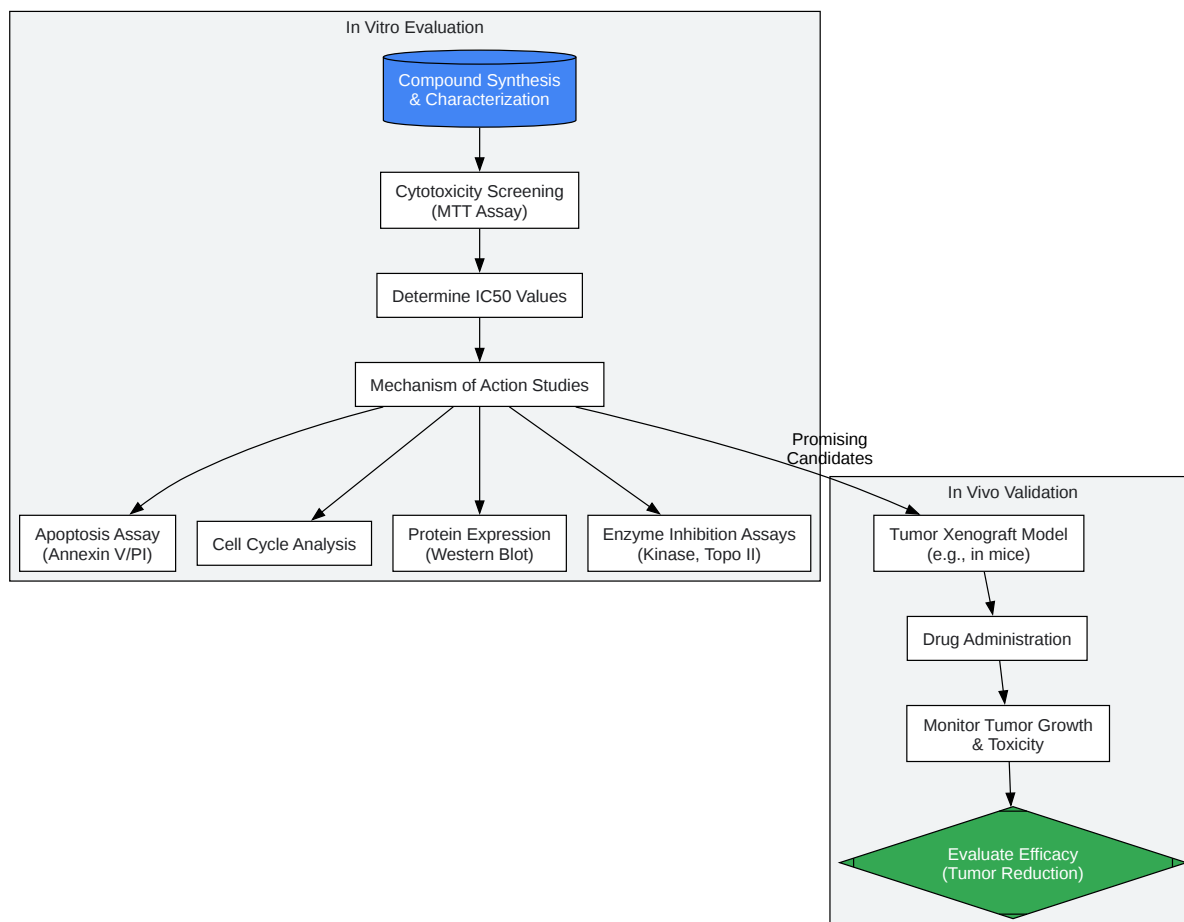 In Vitro Evaluation
Compound Synthesis
& Characterization
Cytotoxicity Screening
(MTT Assay)
Determine IC50 Values
Mechanism of Action Studies
Promising
Candidates
Apoptosis Assay
(Annexin V/PI)
Cell Cycle Analysis
Protein Expression
(Western Blot)
Enzyme Inhibition Assays
(Kinase, Topo II)
In Vivo Validation
Tumor Xenograft Model
(e.g., in mice)
Drug Administration
Monitor Tumor Growth
& Toxicity
Evaluate Efficacy
(Tumor Reduction)